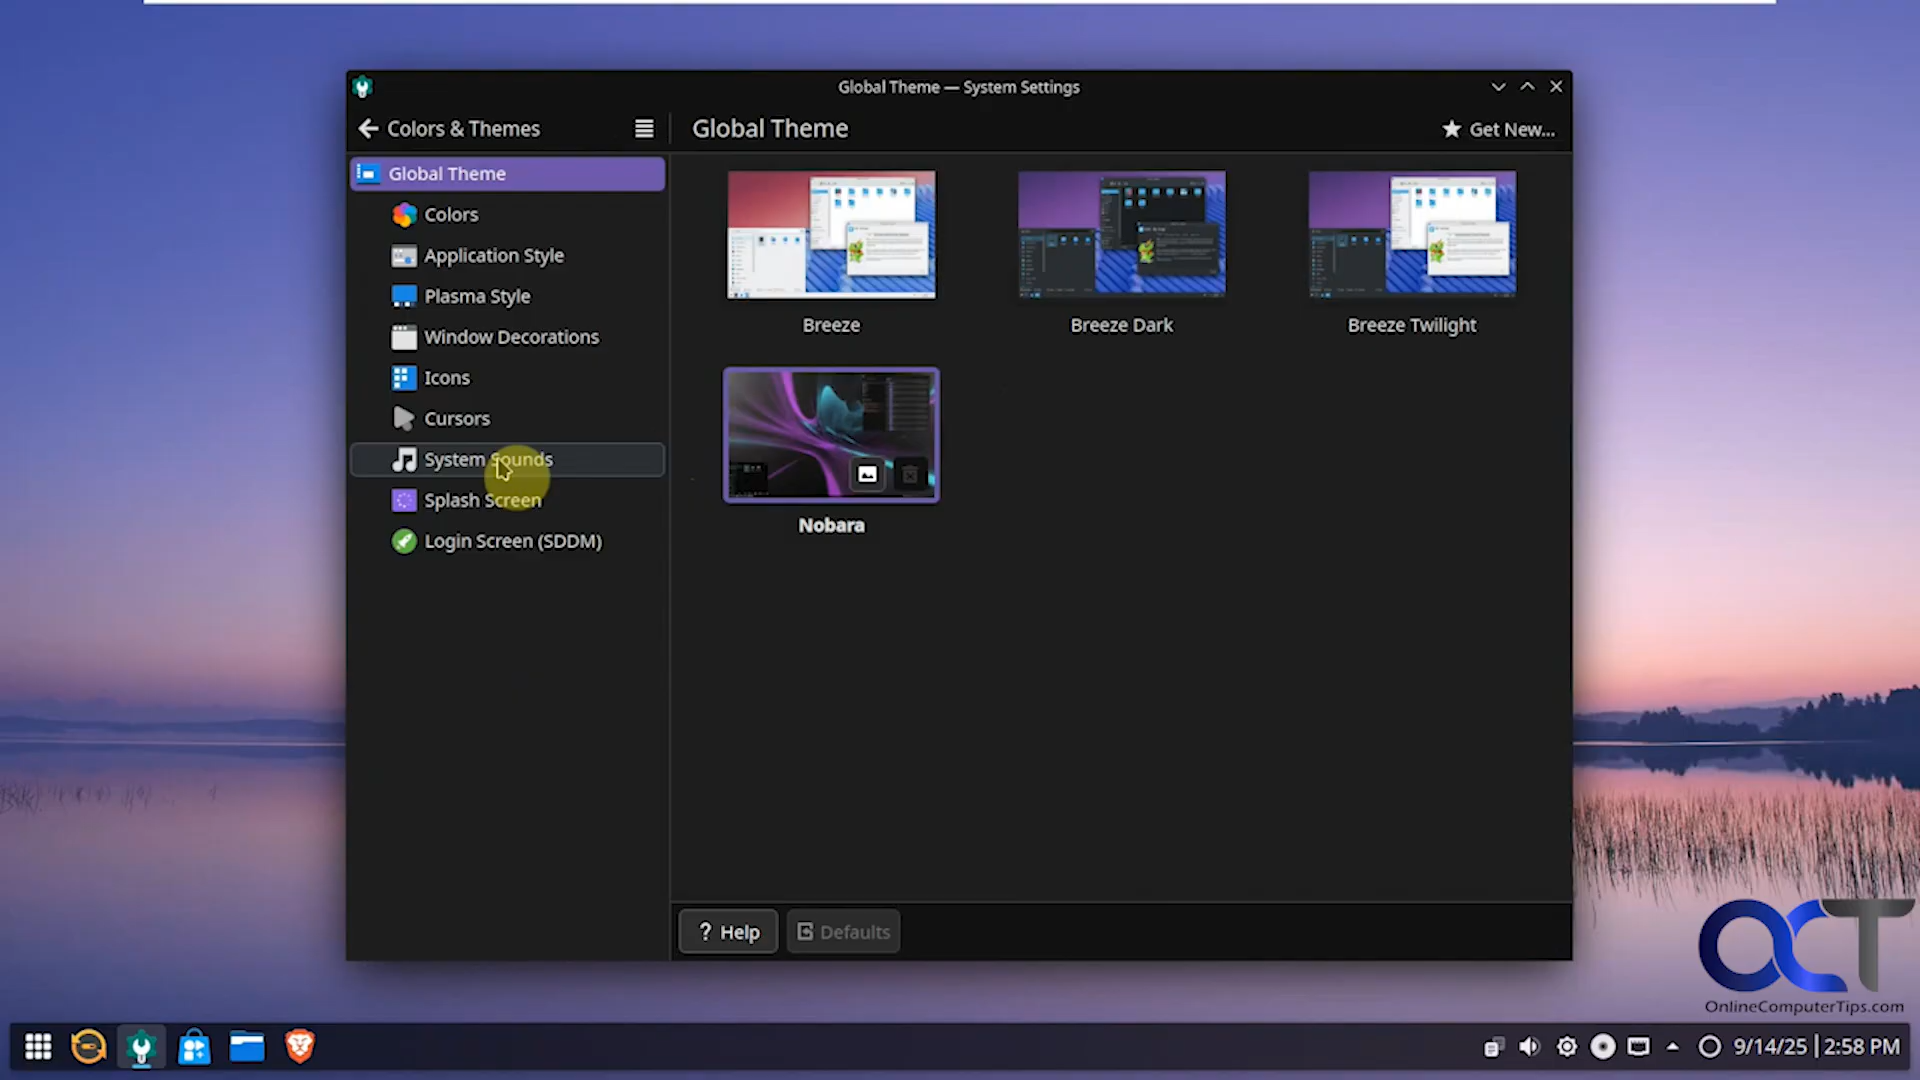 Global Theme — System Settings
Colors & Themes
Global Theme
Get New...
Global Theme
Colors
Application Style
Plasma Style
Window Decorations
Icons
Cursors
System Sounds
Splash Screen
Login Screen (SDDM)
Breeze
Breeze Dark
Breeze Twilight
Nobara
? Help
Defaults
OCT
OnlineComputerTips.com
9/14/25 | 2:58 PM